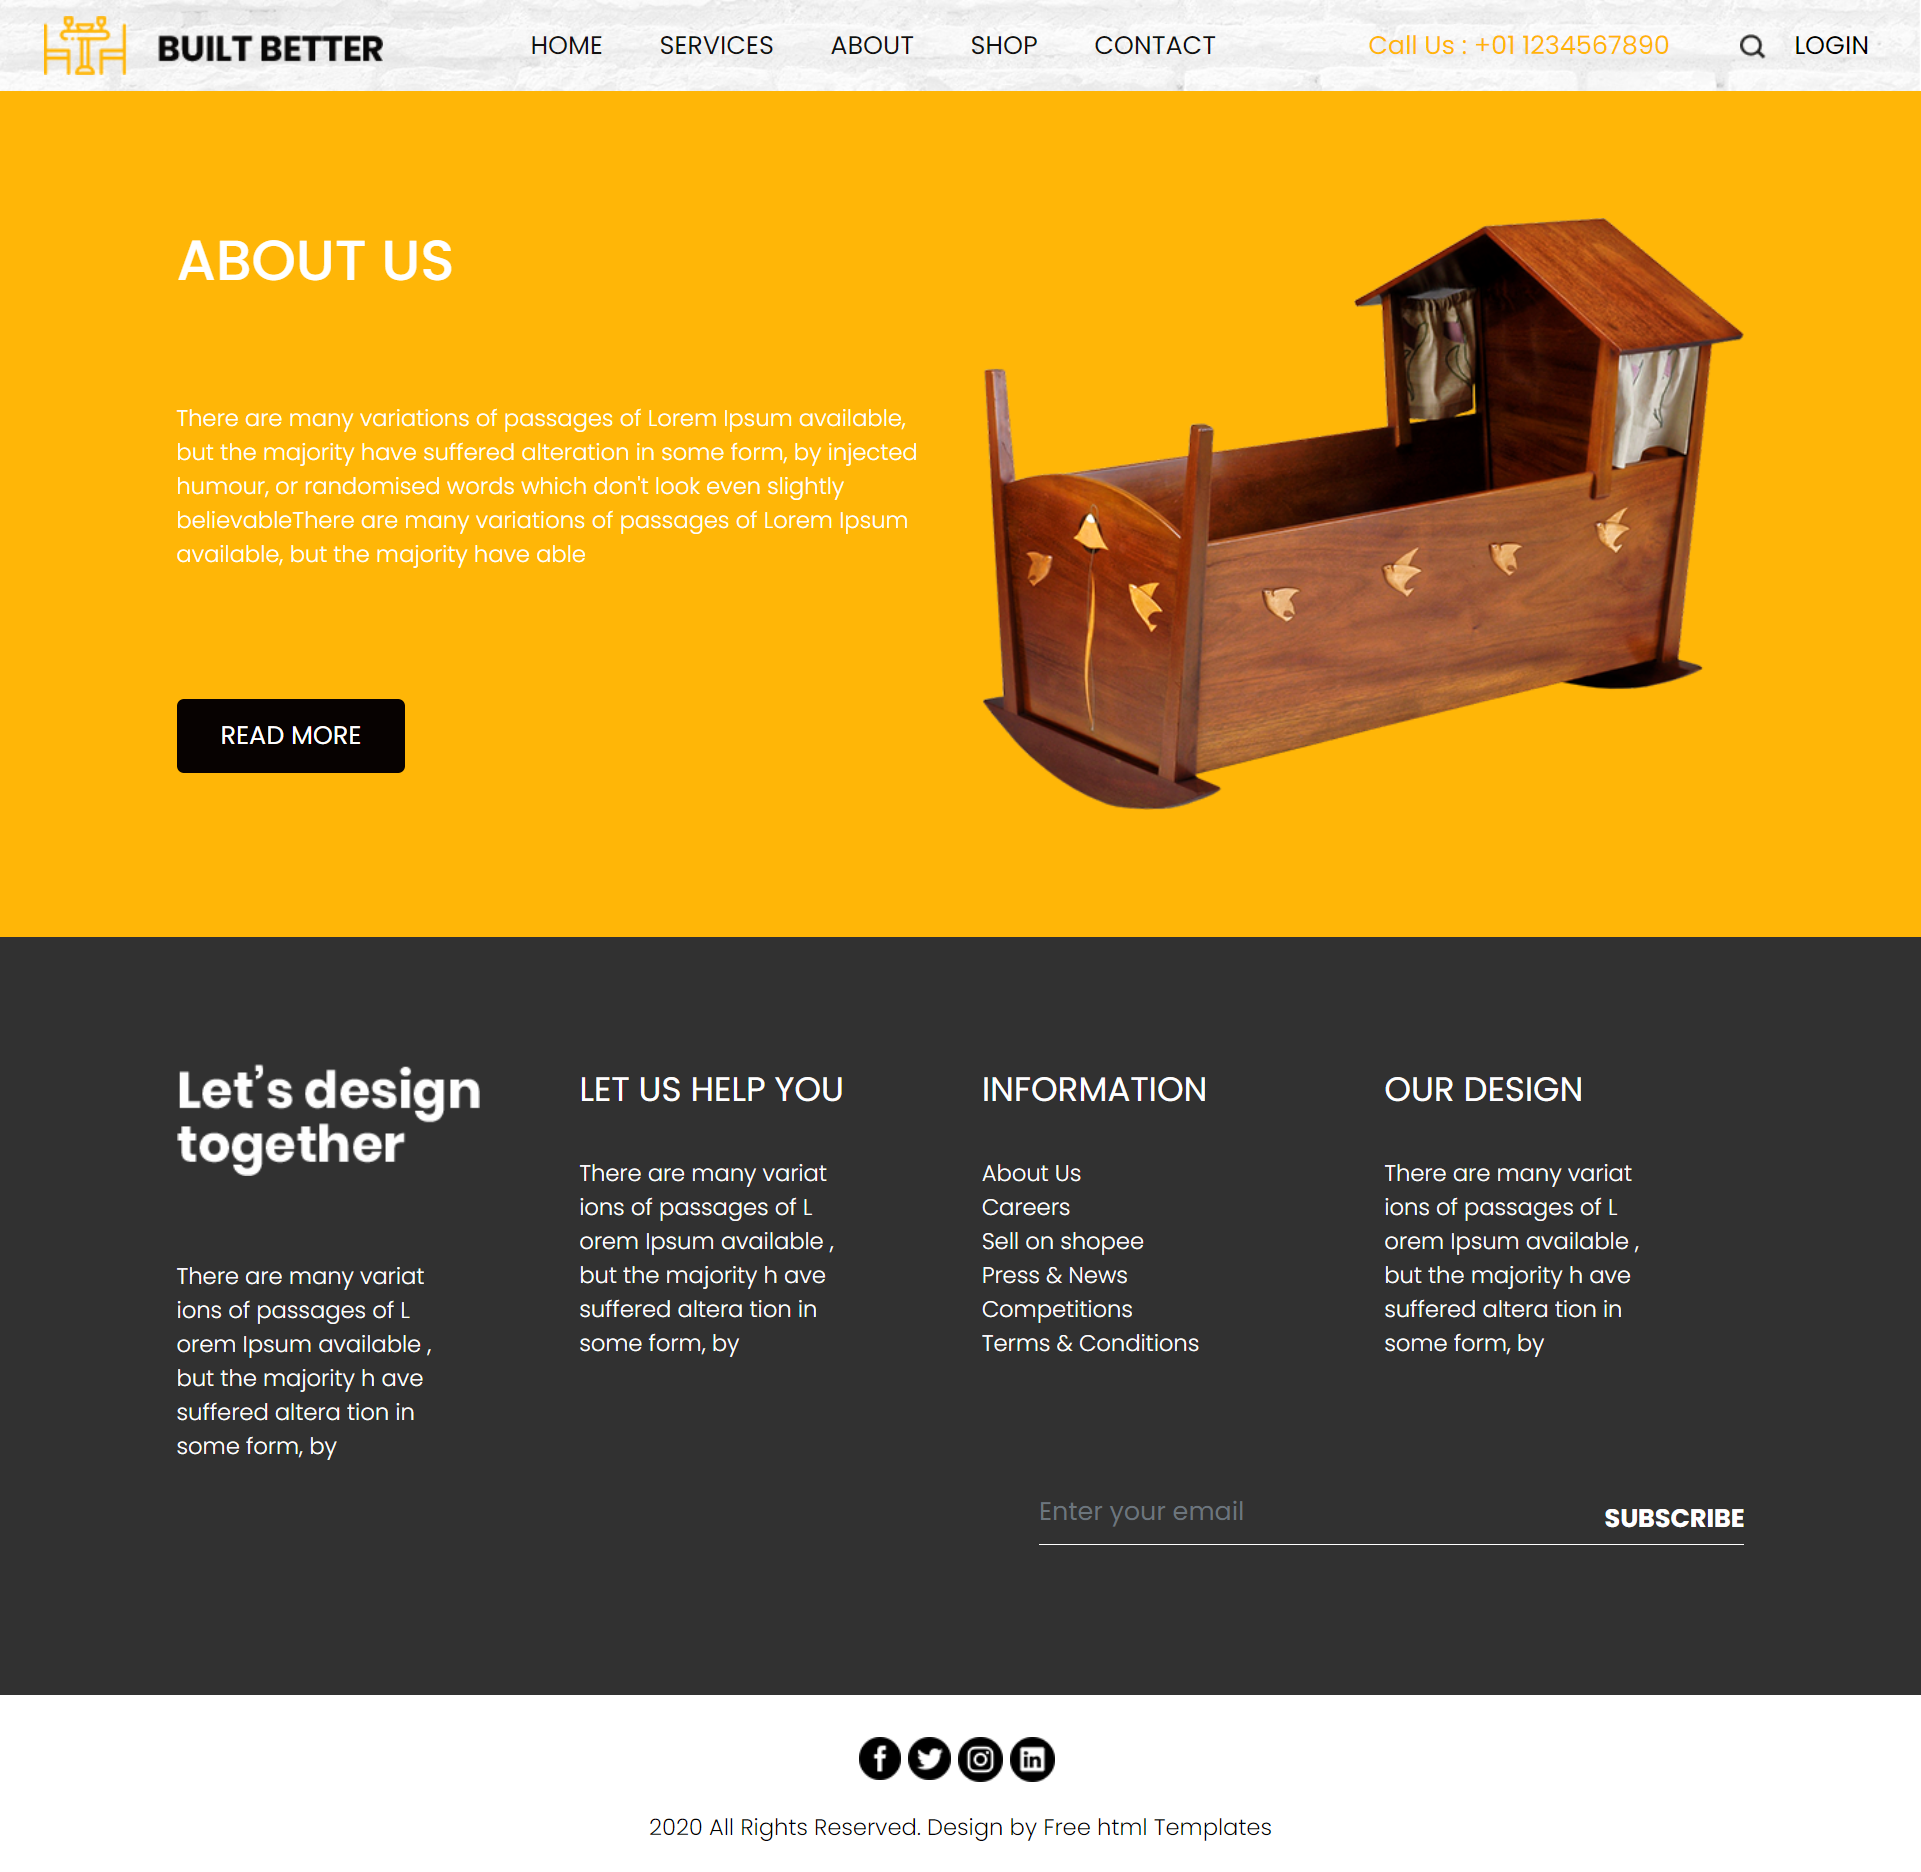 BUILT BETTER
HOME SERVICES ABOUT SHOP CONTACT
Call Us : +01 1234567890
LOGIN
ABOUT US
There are many variations of passages of Lorem Ipsum available,
but the majority have suffered alteration in some form, by injected
humour, or randomised words which don't look even slightly
believableThere are many variations of passages of Lorem Ipsum
available, but the majority have able
READ MORE
Let's design
together
There are many variat
ions of passages of L
orem Ipsum available ,
but the majority h ave
suffered altera tion in
some form, by
LET US HELP YOU
There are many variat
ions of passages of L
orem Ipsum available ,
but the majority h ave
suffered altera tion in
some form, by
INFORMATION
About Us
Careers
Sell on shopee
Press & News
Competitions
Terms & Conditions
OUR DESIGN
There are many variat
ions of passages of L
orem Ipsum available ,
but the majority h ave
suffered altera tion in
some form, by
Enter your email
SUBSCRIBE
2020 All Rights Reserved. Design by Free html Templates